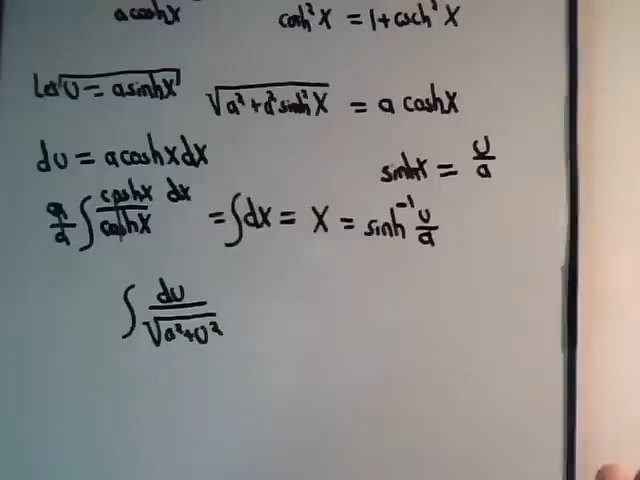 a cosh x    cosh² x = 1 + csch² x
Let u = a sinh x    √(a² + a² sinh² x) = a cosh x
du = a cosh x dx    sinh x = u/a
a/a ∫ cosh x/cosh x dx = ∫ dx = x = sinh⁻¹ u/a
∫ du/√(a² + u²)